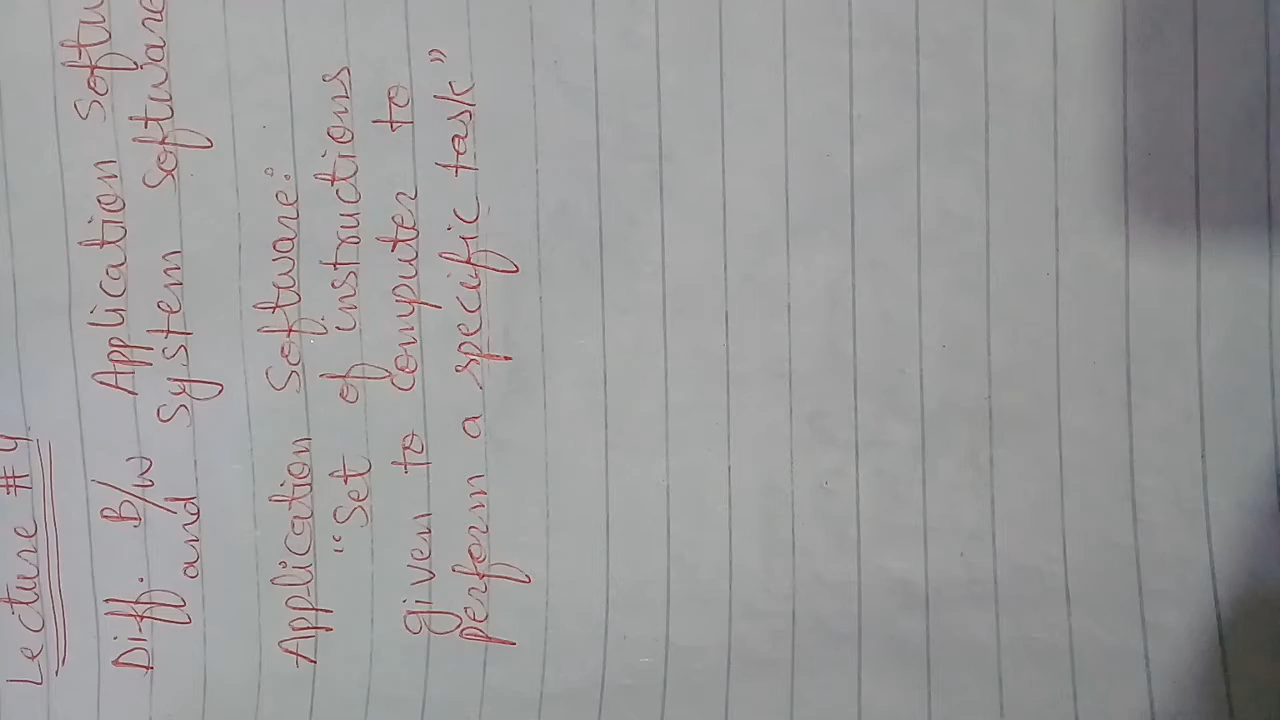 Lecture #4
Diff. B/w Application Softw
and System Software
Application Software:
"Set of instructions
given to computer to
perform a specific task"